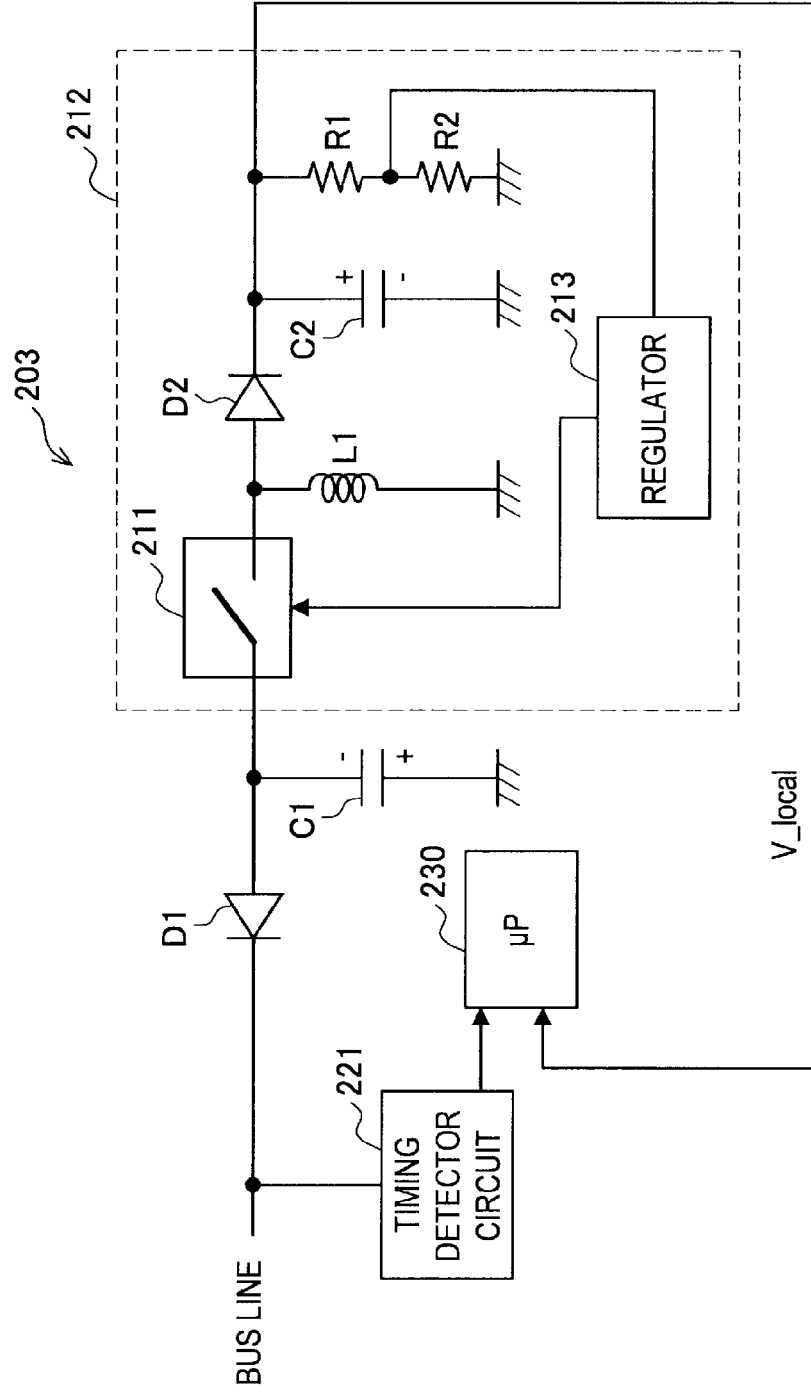 203
212
211
D1
D2
L1
C1
-
+
C2
+
-
R1
R2
213
REGULATOR
BUS LINE
221
TIMING
DETECTOR
CIRCUIT
230
μP
V_local